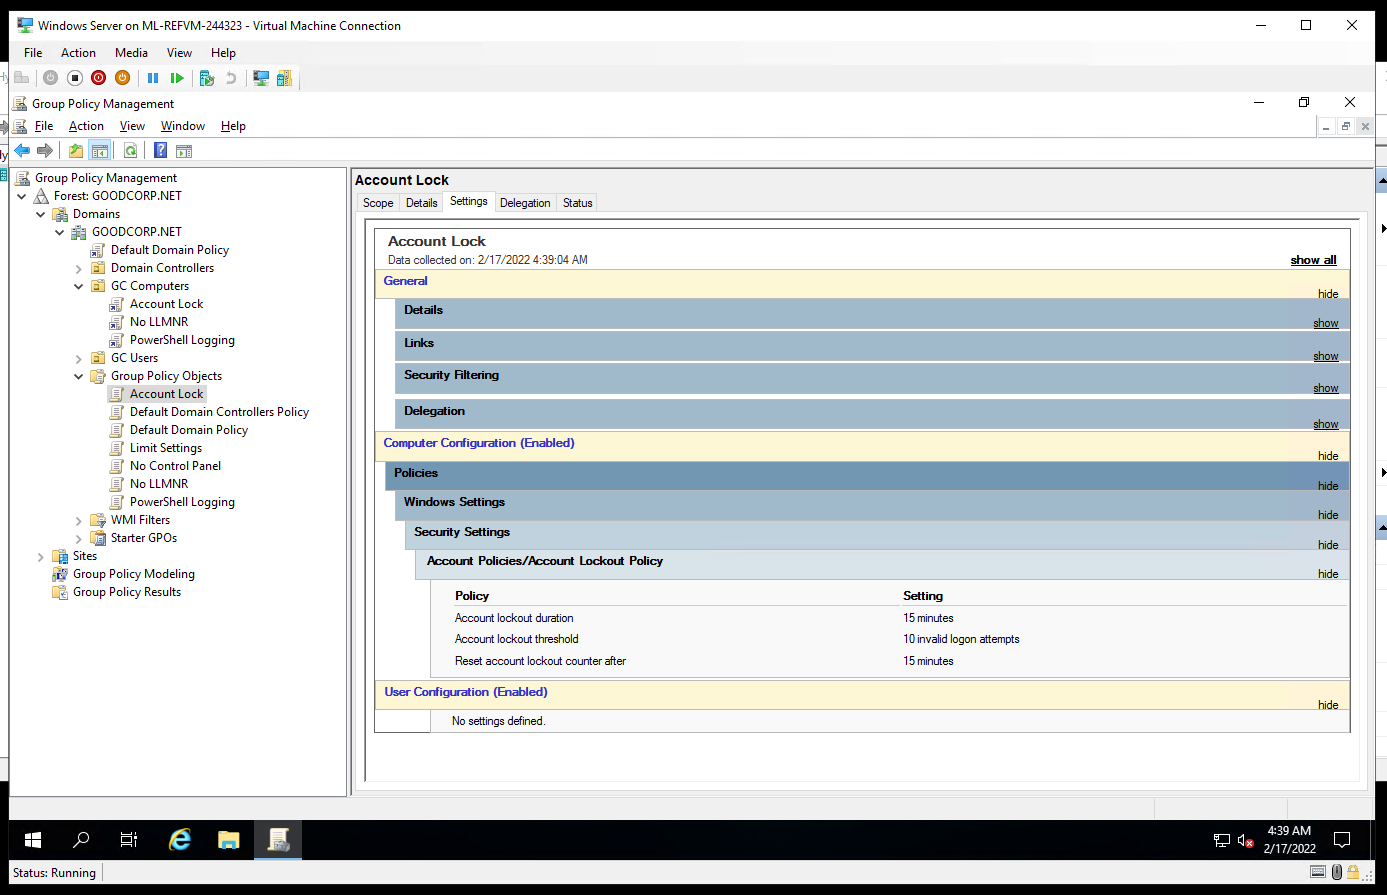 Windows Server on ML-REFVM-244323 - Virtual Machine Connection
File Action Media View Help
Group Policy Management
File Action View Window Help
Group Policy Management
Forest: GOODCORP.NET
Domains
GOODCORP.NET
Default Domain Policy
Domain Controllers
GC Computers
Account Lock
No LLMNR
PowerShell Logging
GC Users
Group Policy Objects
Account Lock
Default Domain Controllers Policy
Default Domain Policy
Limit Settings
No Control Panel
No LLMNR
PowerShell Logging
WMI Filters
Starter GPOs
Sites
Group Policy Modeling
Group Policy Results
Account Lock
Scope Details Settings Delegation Status
Account Lock
Data collected on: 2/17/2022 4:39:04 AM
show all
General
hide
Details
show
Links
show
Security Filtering
show
Delegation
show
Computer Configuration (Enabled)
hide
Policies
hide
Windows Settings
hide
Security Settings
hide
Account Policies/Account Lockout Policy
hide
Policy Setting
Account lockout duration 15 minutes
Account lockout threshold 10 invalid logon attempts
Reset account lockout counter after 15 minutes
User Configuration (Enabled)
hide
No settings defined.
4:39 AM
2/17/2022
Status: Running